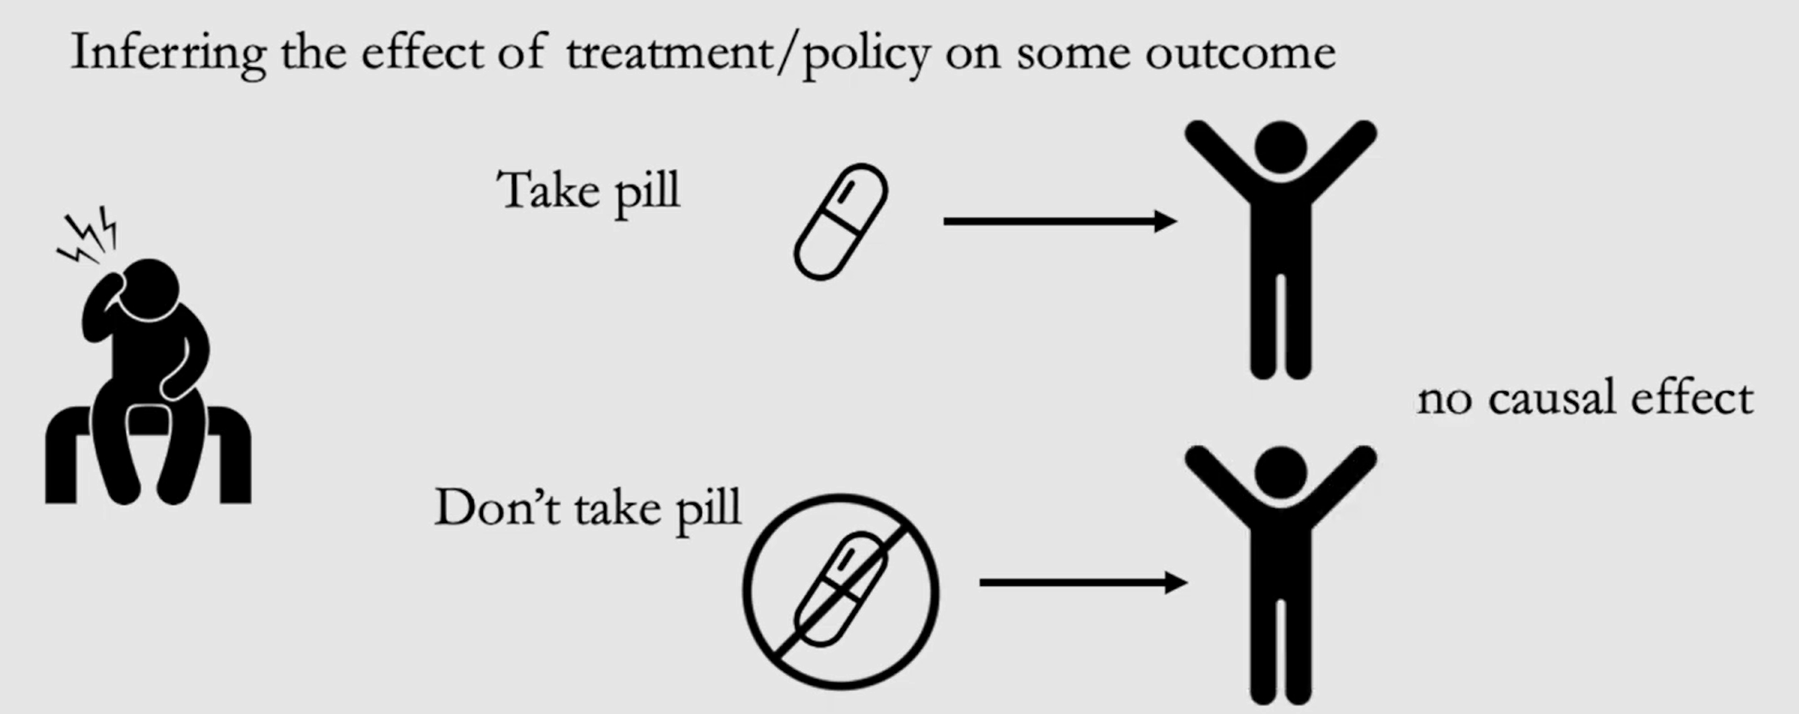 Inferring the effect of treatment/policy on some outcome
Take pill
no causal effect
Don’t take pill